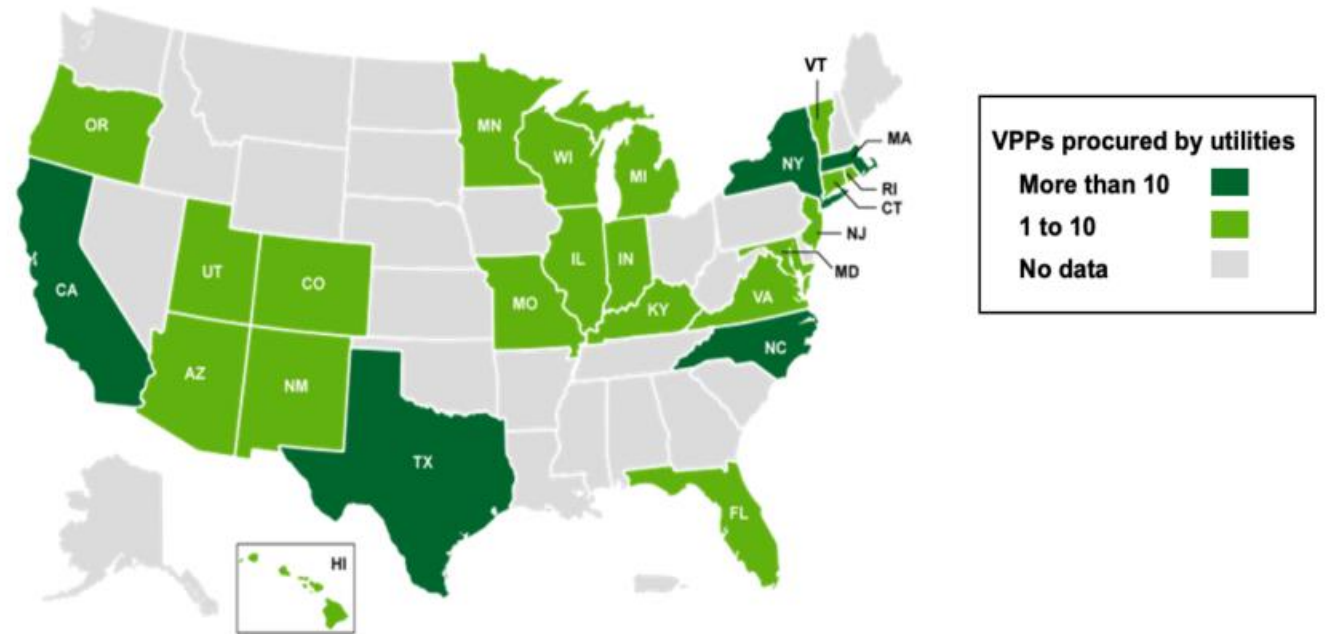 VT
OR
MN
MA
WI
NY
MI
RI
CT
NJ
UT
IL
IN
MD
CA
CO
MO
VA
KY
NC
AZ
NM
TX
FL
HI
VPPs procured by utilities
More than 10
1 to 10
No data